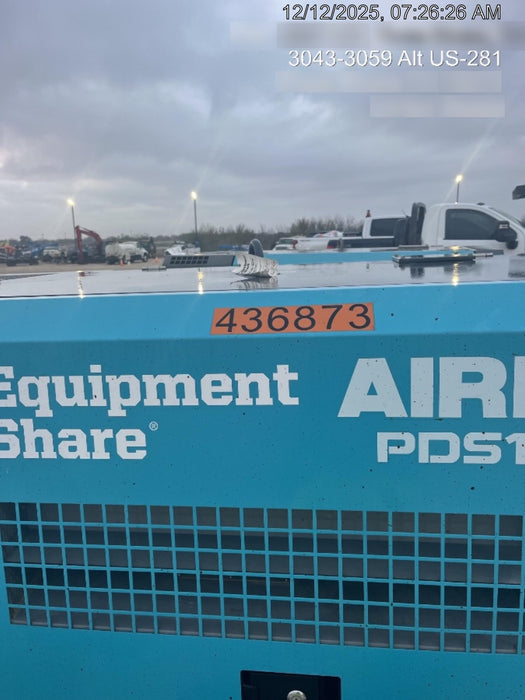 12/12/2025, 07:26:26 AM
3043-3059 Alt US-281
436873
Equipment
Share®
AIR
PDS1